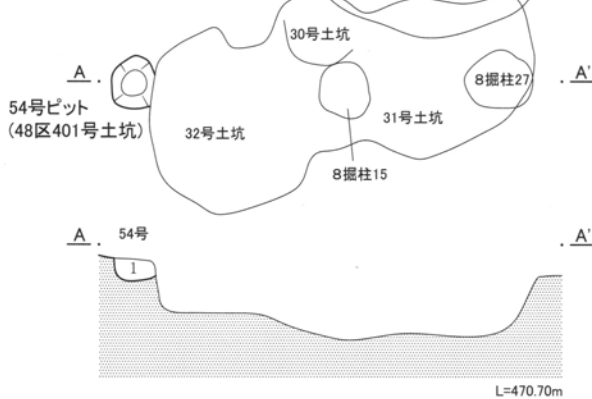 30号土坑
A
8掘柱27
A'
54号ピット
(48区401号土坑)
32号土坑
31号土坑
8掘柱15
A
54号
A'
1
L=470.70m